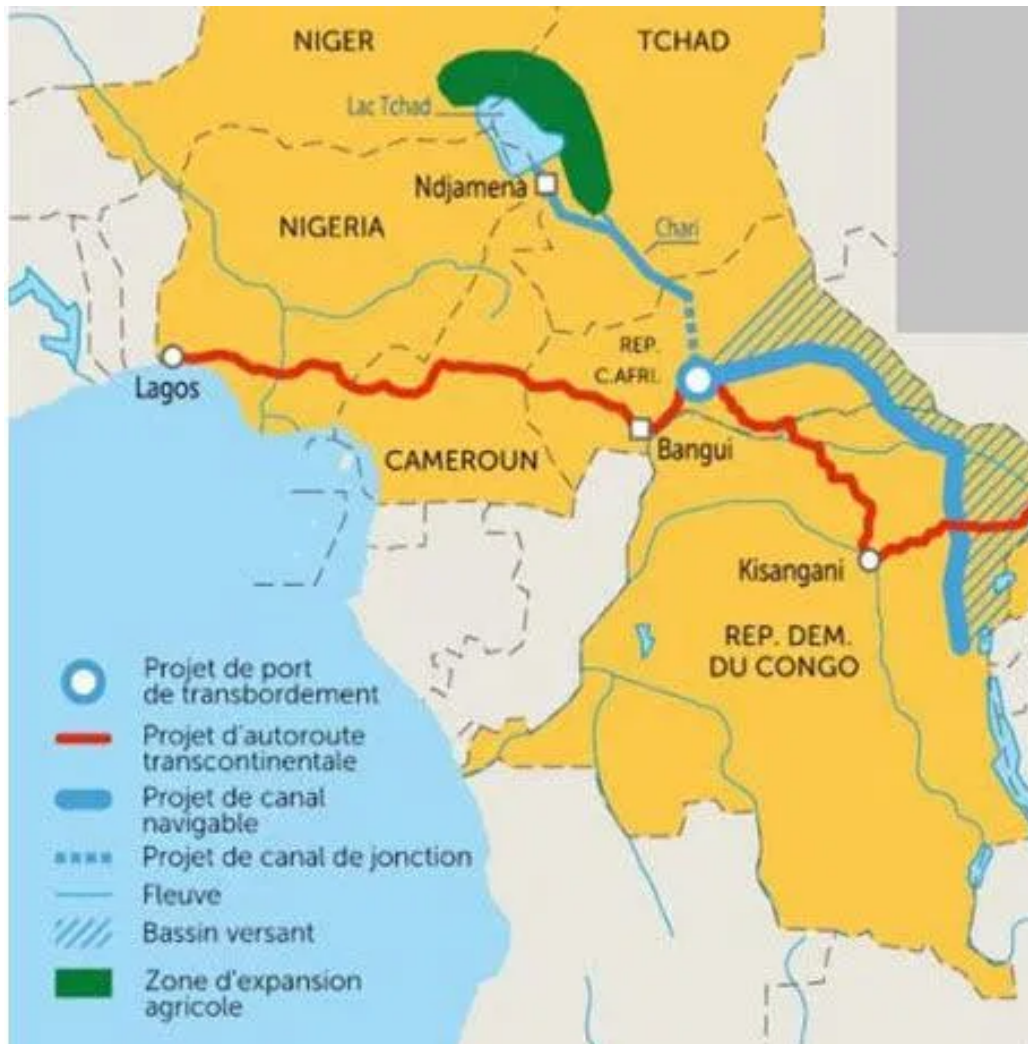 NIGER
TCHAD
Lac Tchad
Ndjamena
NIGERIA
Chari
REP.
C.AFRI.
Lagos
Bangui
CAMEROUN
Kisangani
REP. DEM.
DU CONGO
Projet de port
de transbordement
Projet d'autoroute
transcontinentale
Projet de canal
navigable
Projet de canal de jonction
Fleuve
Bassin versant
Zone d'expansion
agricole